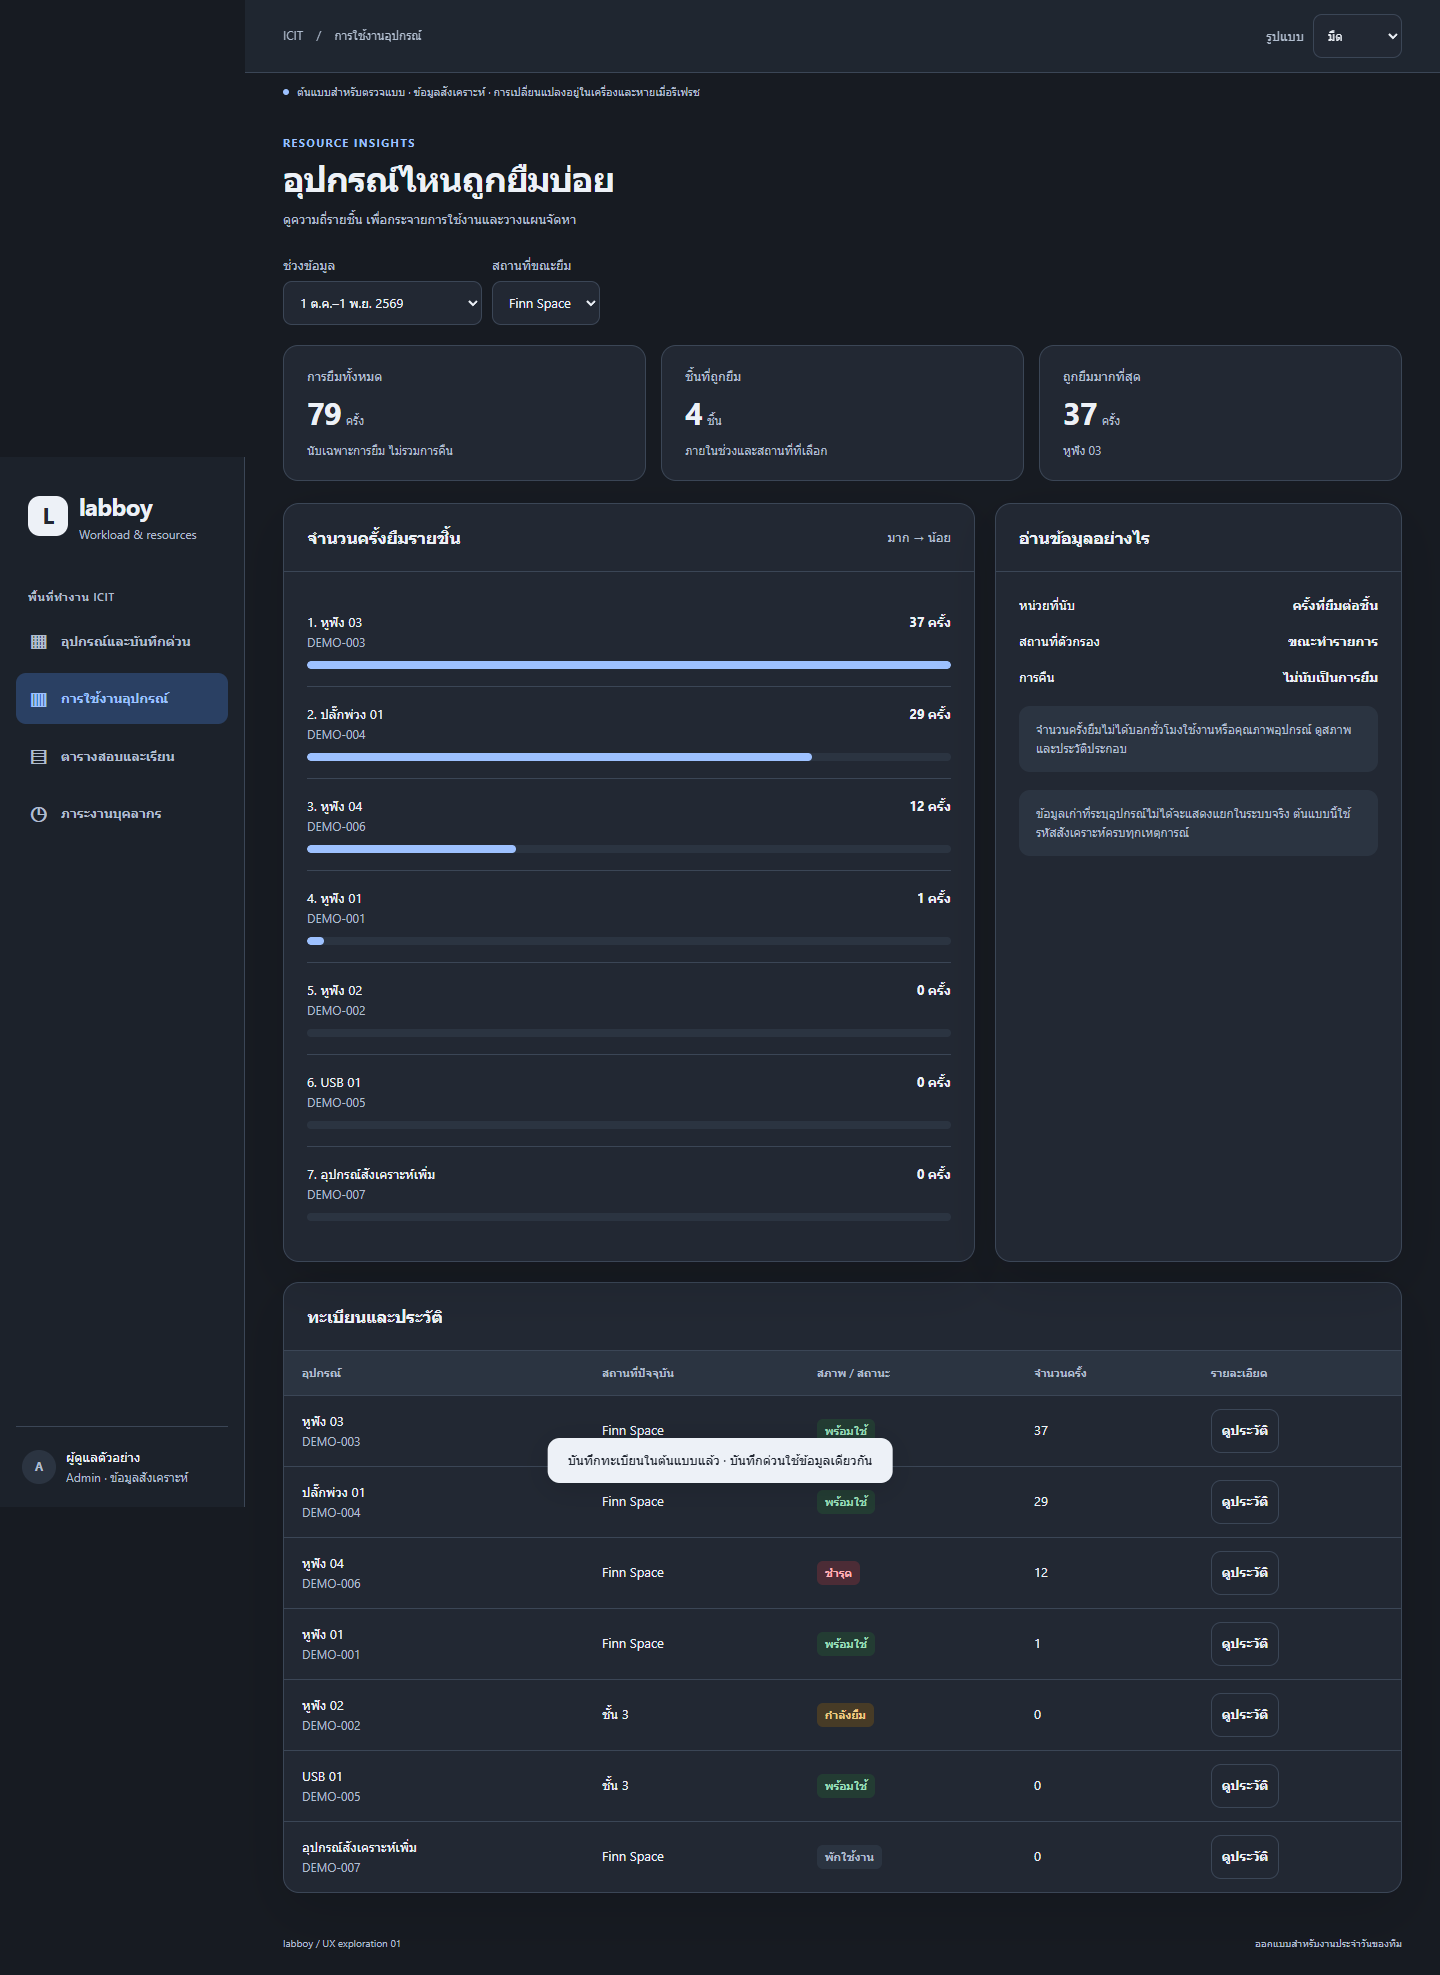 ICIT / การใช้งานอุปกรณ์
รูปแบบ มืด
ต้นแบบสำหรับตรวจแบบ · ข้อมูลสังเคราะห์ · การเปลี่ยนแปลงอยู่ในเครื่องและหายเมื่อรีเฟรช
RESOURCE INSIGHTS
อุปกรณ์ไหนถูกยืมบ่อย
ดูความถี่รายชิ้น เพื่อกระจายการใช้งานและวางแผนจัดหา
ช่วงข้อมูล สถานที่ขณะยืม
1 ต.ค.–1 พ.ย. 2569 Finn Space
การยืมทั้งหมด
79 ครั้ง
นับเฉพาะการยืม ไม่รวมการคืน
ชิ้นที่ถูกยืม
4 ชิ้น
ภายในช่วงและสถานที่ที่เลือก
ถูกยืมมากที่สุด
37 ครั้ง
หูฟัง 03
L labboy
Workload & resources
พื้นที่ทำงาน ICIT
อุปกรณ์และบันทึกด่วน
การใช้งานอุปกรณ์
ตารางสอบและเรียน
ภาระงานบุคลากร
A ผู้ดูแลตัวอย่าง
Admin · ข้อมูลสังเคราะห์
จำนวนครั้งยืมรายชิ้น มาก → น้อย
1. หูฟัง 03 37 ครั้ง
DEMO-003
2. ปลั๊กพ่วง 01 29 ครั้ง
DEMO-004
3. หูฟัง 04 12 ครั้ง
DEMO-006
4. หูฟัง 01 1 ครั้ง
DEMO-001
5. หูฟัง 02 0 ครั้ง
DEMO-002
6. USB 01 0 ครั้ง
DEMO-005
7. อุปกรณ์สังเคราะห์เพิ่ม 0 ครั้ง
DEMO-007
อ่านข้อมูลอย่างไร
หน่วยที่นับ ครั้งที่ยืมต่อชิ้น
สถานที่ตัวกรอง ขณะทำรายการ
การคืน ไม่นับเป็นการยืม
จำนวนครั้งยืมไม่ได้บอกชั่วโมงใช้งานหรือคุณภาพอุปกรณ์ ดูสภาพ
และประวัติประกอบ
ข้อมูลเก่าที่ระบุอุปกรณ์ไม่ได้จะแสดงแยกในระบบจริง ต้นแบบนี้ใช้
รหัสสังเคราะห์ครบทุกเหตุการณ์
ทะเบียนและประวัติ
อุปกรณ์ สถานที่ปัจจุบัน สภาพ / สถานะ จำนวนครั้ง รายละเอียด
หูฟัง 03 Finn Space พร้อมใช้ 37 ดูประวัติ
DEMO-003
บันทึกทะเบียนในต้นแบบแล้ว · บันทึกด่วนใช้ข้อมูลเดียวกัน
ปลั๊กพ่วง 01 Finn Space พร้อมใช้ 29 ดูประวัติ
DEMO-004
หูฟัง 04 Finn Space ชำรุด 12 ดูประวัติ
DEMO-006
หูฟัง 01 Finn Space พร้อมใช้ 1 ดูประวัติ
DEMO-001
หูฟัง 02 ชั้น 3 กำลังยืม 0 ดูประวัติ
DEMO-002
USB 01 ชั้น 3 พร้อมใช้ 0 ดูประวัติ
DEMO-005
อุปกรณ์สังเคราะห์เพิ่ม Finn Space พักใช้งาน 0 ดูประวัติ
DEMO-007
labboy / UX exploration 01 ออกแบบสำหรับงานประจำวันของทีม